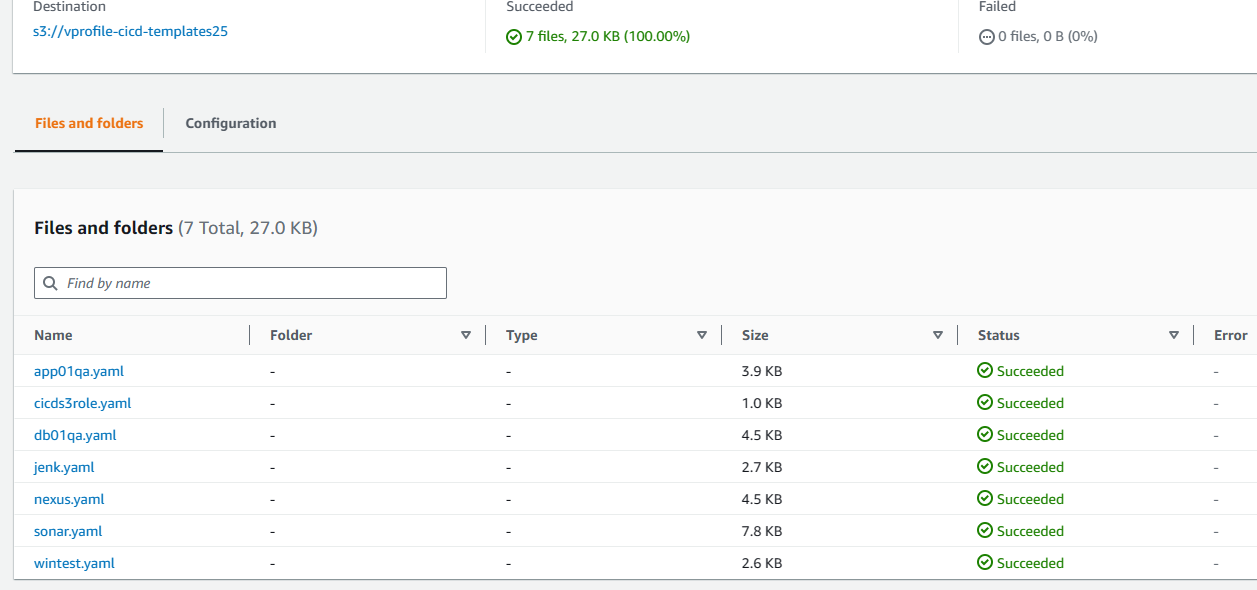 Destination Succeeded Failed
s3://vprofile-cicd-templates25 7 files, 27.0 KB (100.00%) 0 files, 0 B (0%)
Files and folders Configuration
Files and folders (7 Total, 27.0 KB)
Find by name
Name Folder Type Size Status Error
app01qa.yaml - - 3.9 KB Succeeded -
cicds3role.yaml - - 1.0 KB Succeeded -
db01qa.yaml - - 4.5 KB Succeeded -
jenk.yaml - - 2.7 KB Succeeded -
nexus.yaml - - 4.5 KB Succeeded -
sonar.yaml - - 7.8 KB Succeeded -
wintest.yaml - - 2.6 KB Succeeded -